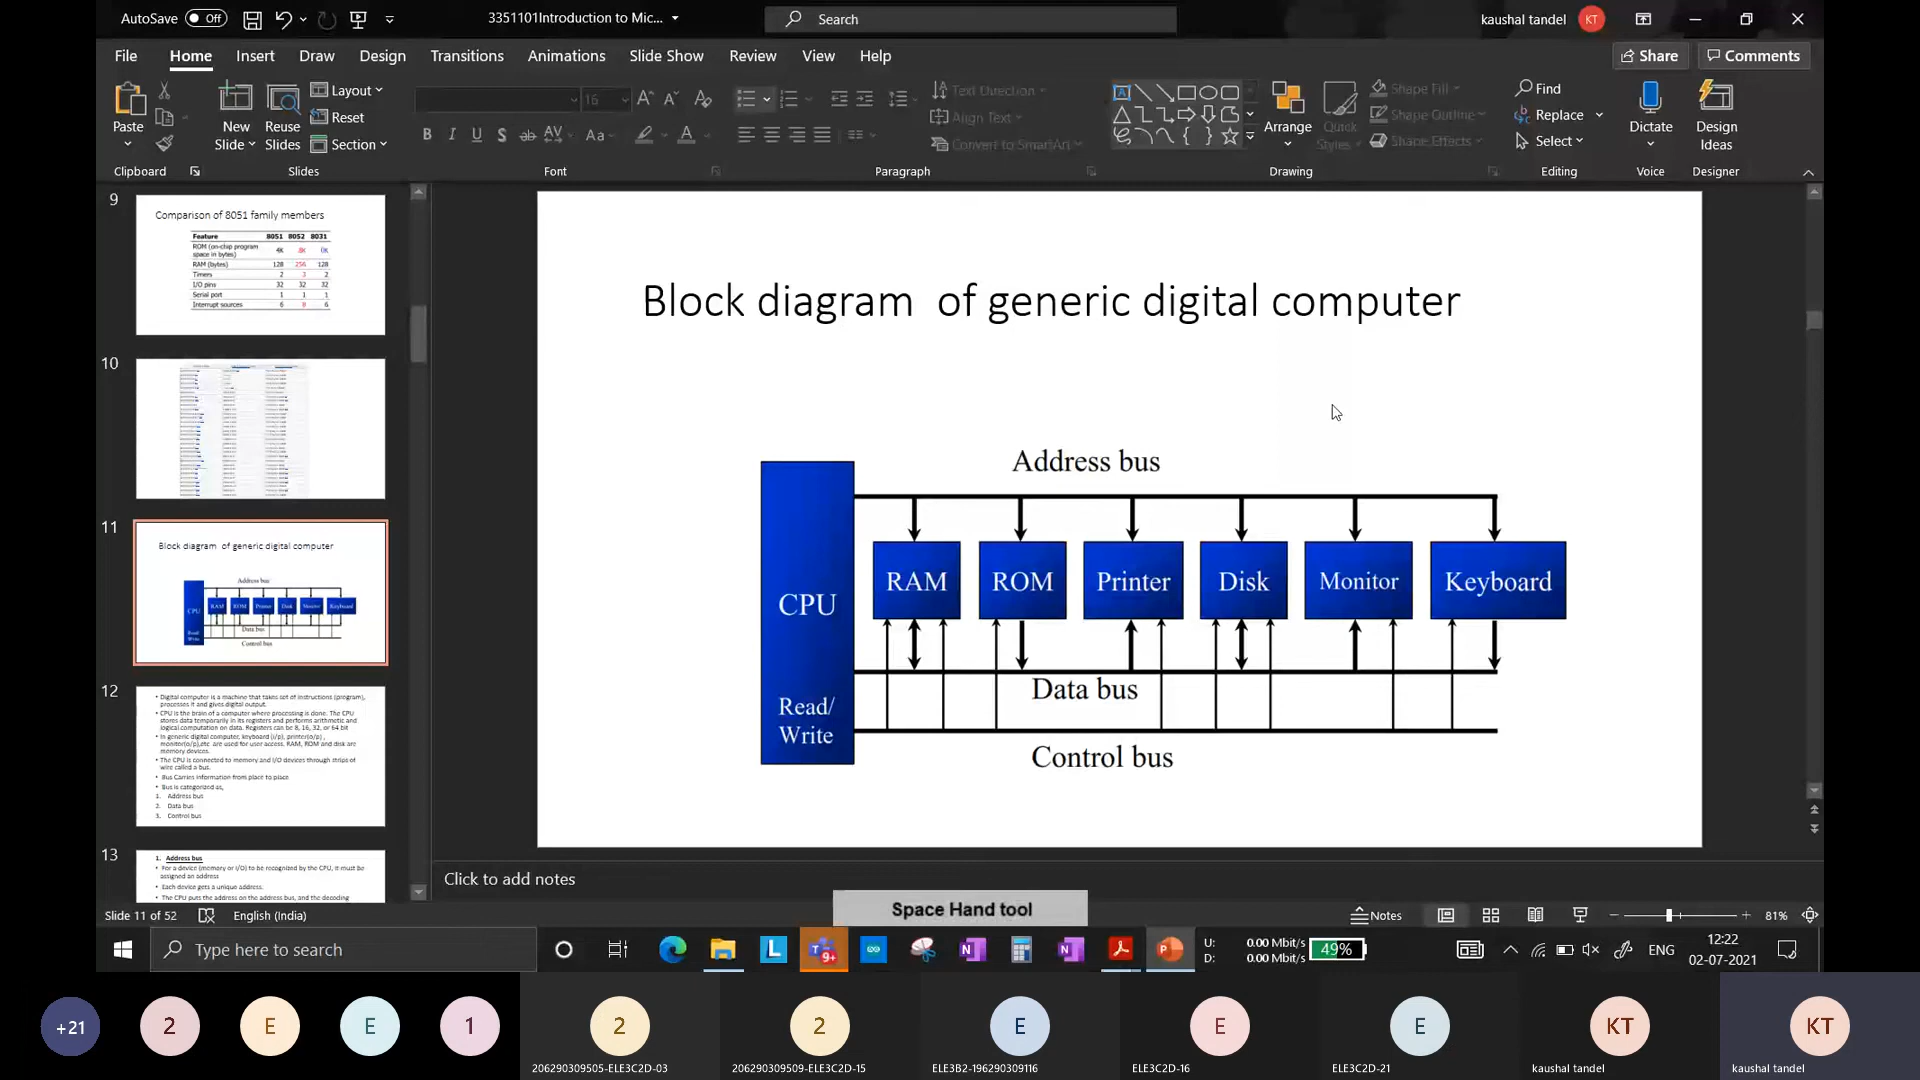 AutoSave Off 3351101Introduction to Mic... Search kaushal tandel KT
File Home Insert Draw Design Transitions Animations Slide Show Review View Help Share Comments
Paste New Slide Reuse Slides Layout Reset Section 16 Text Direction Align Text Convert to SmartArt Arrange Quick Styles Shape Fill Shape Outline Shape Effects Find Replace Select Dictate Design Ideas
Clipboard Slides Font Paragraph Drawing Editing Voice Designer
9
Comparison of 8051 family members
Feature 8051 8052 8031
ROM (on-chip program space in bytes) 4K 8K 0K
RAM (bytes) 128 256 128
Timers 2 3 2
I/O pins 32 32 32
Serial port 1 1 1
Interrupt sources 6 8 6
10
11
Block diagram of generic digital computer
Address bus
CPU RAM ROM Printer Disk Monitor Keyboard
Read/
Write
Data bus
Control bus
12
• Digital computer is a machine that takes set of instructions (program),
processes it and gives digital output.
• CPU is the brain of a computer where processing is done. The CPU
stores data temporarily in its registers and performs arithmetic and
logical computation on data. Registers can be 8, 16, 32, or 64 bit
• In generic digital computer, keyboard (i/p), printer(o/p) ,
monitor(o/p),etc are used for user access. RAM, ROM and disk are
memory devices.
• The CPU is connected to memory and I/O devices through strips of
wire called a bus.
• Bus Carries information from place to place
• Bus is categorized as,
1. Address bus
2. Data bus
3. Control bus
13
1. Address bus
• For a device (memory or I/O) to be recognized by the CPU, it must be
assigned an address
• Each device gets a unique address.
• The CPU puts the address on the address bus, and the decoding
Block diagram of generic digital computer
Address bus
CPU RAM ROM Printer Disk Monitor Keyboard
Data bus
Read/
Write
Control bus
Click to add notes
Space Hand tool
Slide 11 of 52 English (India) Notes 81%
Type here to search 9+ U: 0.00 Mbit/s
D: 0.00 Mbit/s 49% ENG 12:22
02-07-2021
+21 2 E E 1 2 2 E E E KT KT
206290309505-ELE3C2D-03 206290309509-ELE3C2D-15 ELE3B2-196290309116 ELE3C2D-16 ELE3C2D-21 kaushal tandel kaushal tandel